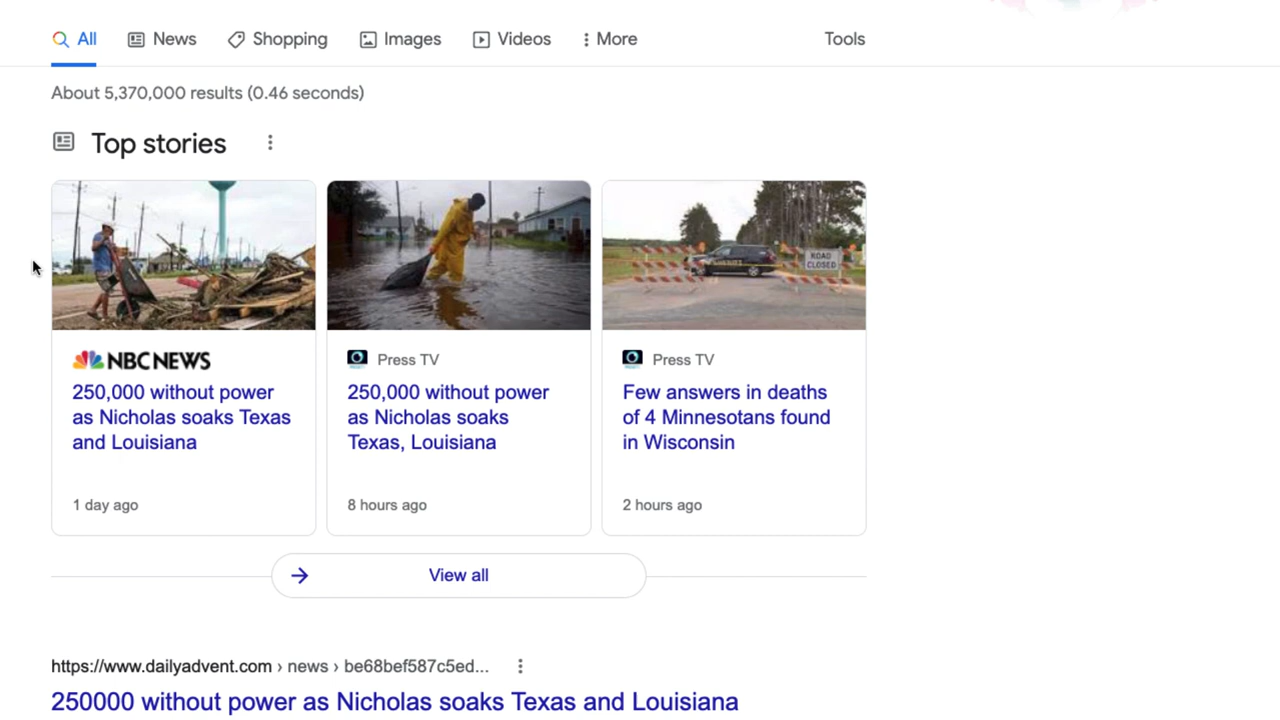 All News Shopping Images Videos More Tools
About 5,370,000 results (0.46 seconds)
Top stories
ROAD
CLOSED
NBC NEWS
250,000 without power
as Nicholas soaks Texas
and Louisiana
1 day ago
Press TV
250,000 without power
as Nicholas soaks
Texas, Louisiana
8 hours ago
Press TV
Few answers in deaths
of 4 Minnesotans found
in Wisconsin
2 hours ago
View all
https://www.dailyadvent.com › news › be68bef587c5ed...
250000 without power as Nicholas soaks Texas and Louisiana